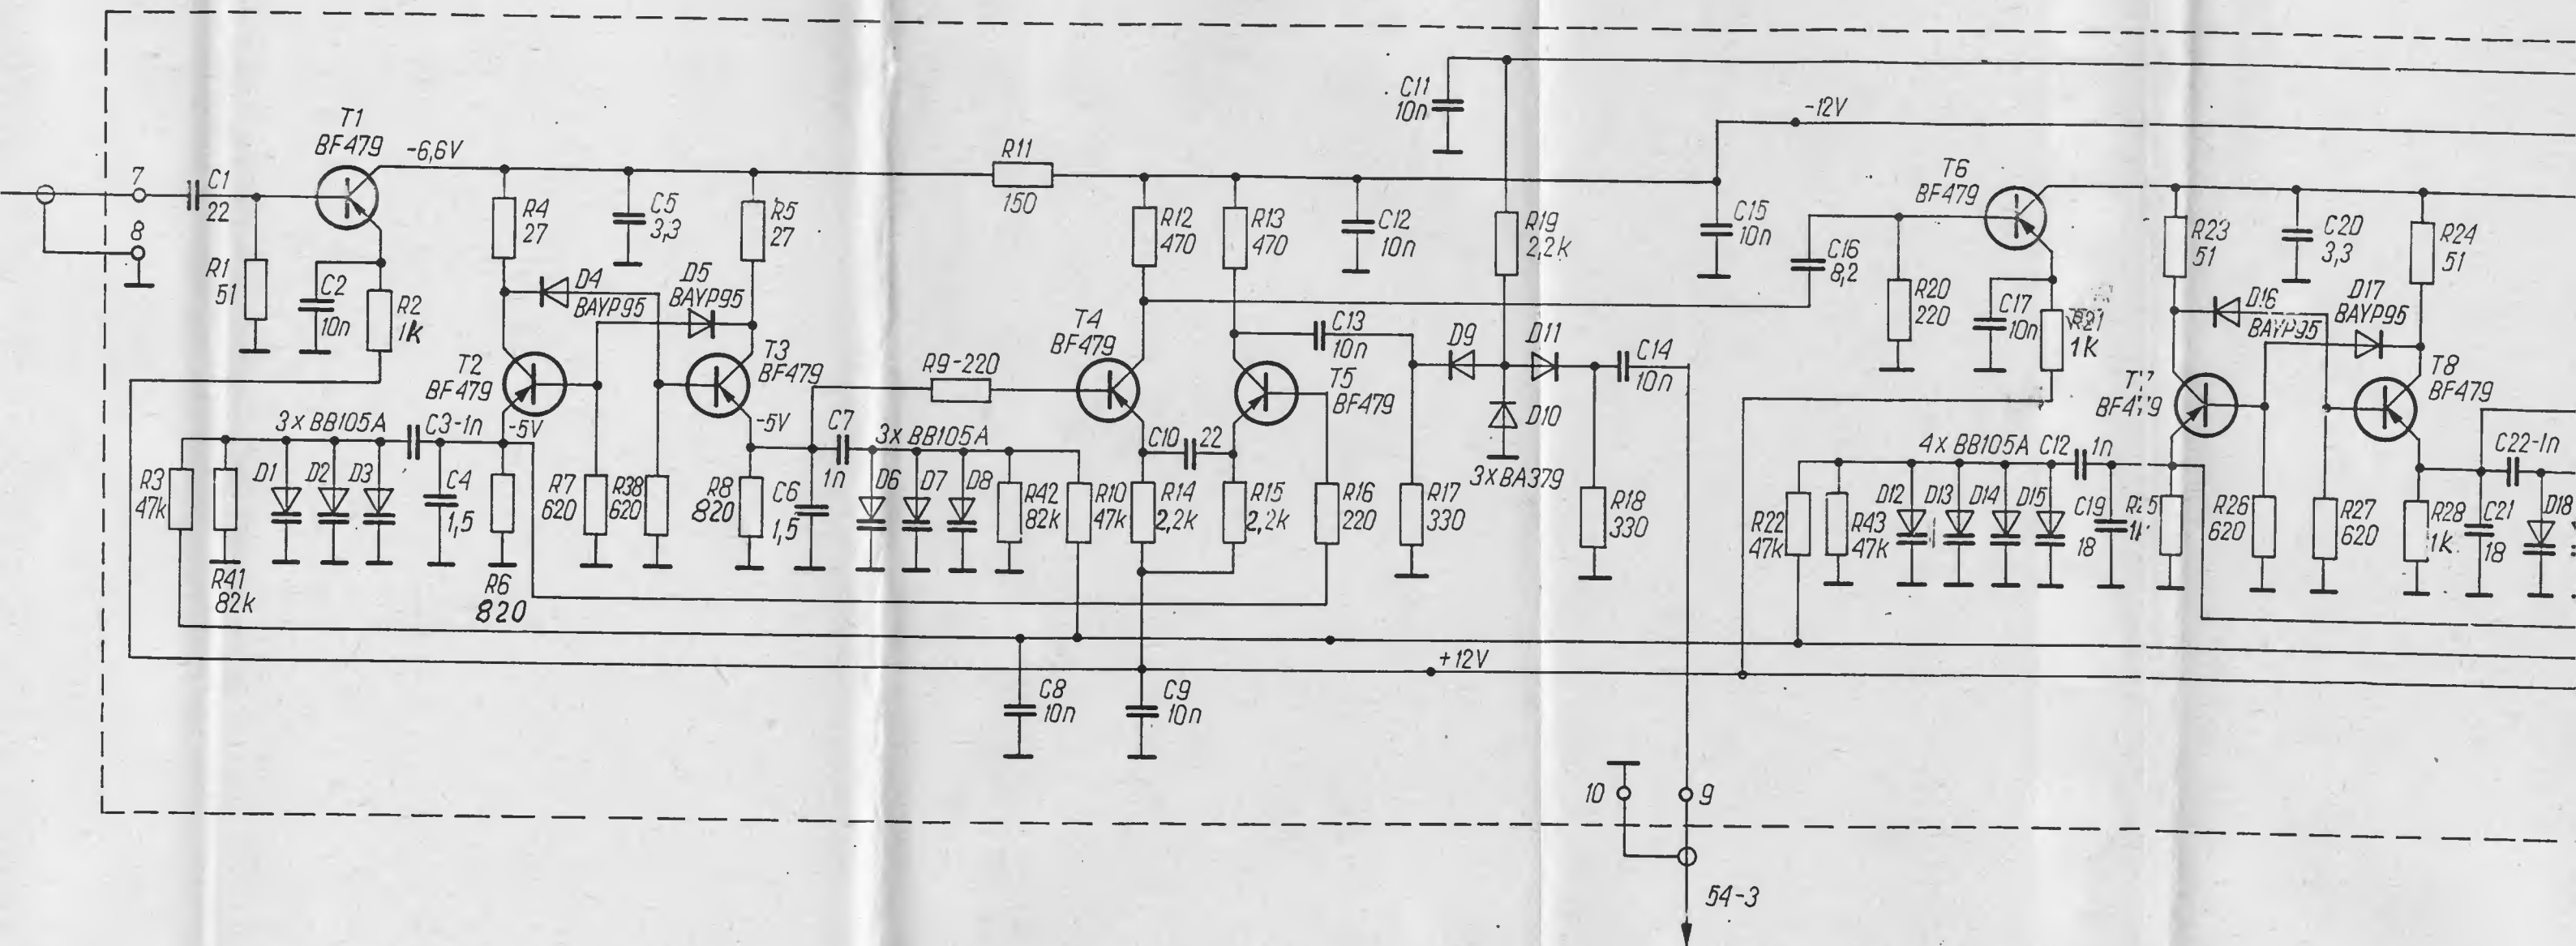 T1
BF479
-6,6V
7
C1
22
8
R1
51
C2
10n
R2
1k
R4
27
C5
3,3
R5
27
D4
BAYP95
D5
BAYP95
T2
BF479
T3
BF479
-5V
-5V
3x BB105A
C3-1n
R3
47k
R41
82k
D1
D2
D3
C4
1,5
R6
820
R7
620
R38
620
R8
820
C6
1,5
C7
1n
3x BB105A
D6
D7
D8
R42
82k
R10
47k
R9-220
R11
150
R12
470
R13
470
C12
10n
T4
BF479
T5
BF479
C10
22
R14
2,2k
R15
2,2k
R16
220
C13
10n
C11
10n
R19
2,2k
D9
D11
D10
3xBA379
R17
330
R18
330
C14
10n
C15
10n
-12V
C16
8,2
C8
10n
C9
10n
+12V
10
9
54-3
T6
BF479
R20
220
C17
10n
R21
1k
R23
51
C20
3,3
R24
51
D16
BAYP95
D17
BAYP95
T7
BF479
T8
BF479
4x BB105A
C12
1n
R22
47k
R43
47k
D12
D13
D14
D15
C19
18
R25
1k
R26
620
R27
620
R28
1k
C21
18
C22-1n
D18